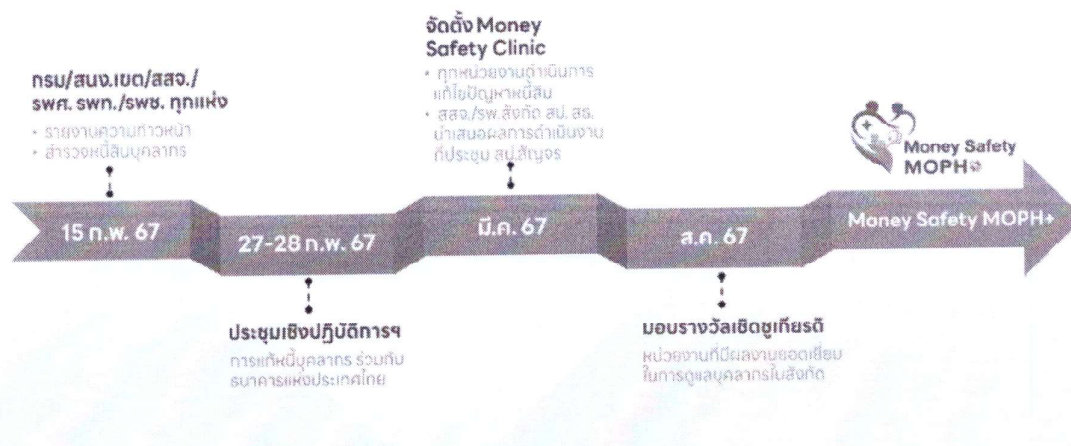 กรม/สนง.เขต/สสจ./
รพศ. รพท./รพช. ทุกแห่ง
• รายงานความก้าวหน้า
• สำรวจหนี้สินบุคลากร
15 ก.พ. 67
27-28 ก.พ. 67
ประชุมเชิงปฏิบัติการฯ
การแก้หนี้บุคลากร ร่วมกับ
ธนาคารแห่งประเทศไทย
จัดตั้ง Money
Safety Clinic
• ทุกหน่วยงานดำเนินการ
แก้ไขปัญหาหนี้สิน
• สสจ./รพ.สังกัด สป. สธ.
นำเสนอผลการดำเนินงาน
ที่ประชุม สป.สัญจร
มี.ค. 67
ส.ค. 67
มอบรางวัลเชิดชูเกียรติ
หน่วยงานที่มีผลงานยอดเยี่ยม
ในการดูแลบุคลากรในสังกัด
Money Safety
MOPH+
Money Safety MOPH+